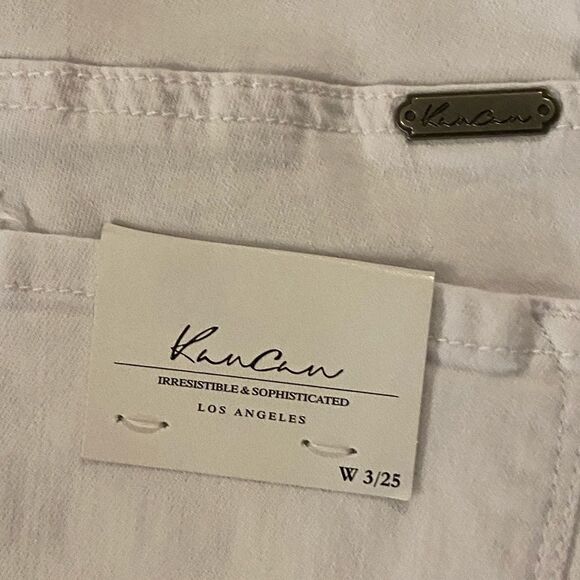 KanCan
KanCan
IRRESISTIBLE & SOPHISTICATED
LOS ANGELES
W 3/25